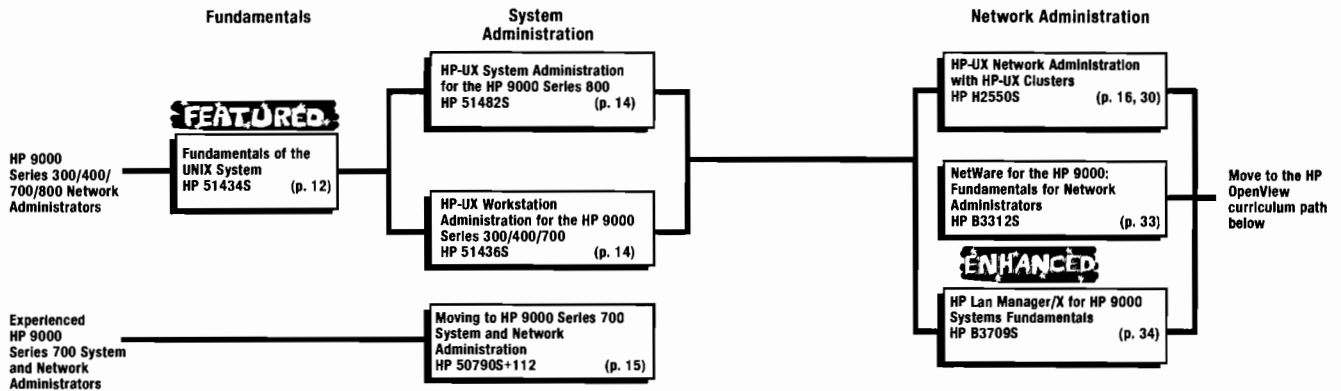 Fundamentals
System
Administration
Network Administration
HP 9000
Series 300/400/
700/800 Network
Administrators
FEATURED
Fundamentals of the
UNIX System
HP 51434S (p. 12)
HP-UX System Administration
for the HP 9000 Series 800
HP 51482S (p. 14)
HP-UX Workstation
Administration for the HP 9000
Series 300/400/700
HP 51436S (p. 14)
HP-UX Network Administration
with HP-UX Clusters
HP H2550S (p. 16, 30)
NetWare for the HP 9000:
Fundamentals for Network
Administrators
HP B3312S (p. 33)
ENHANCED
HP Lan Manager/X for HP 9000
Systems Fundamentals
HP B3709S (p. 34)
Move to the HP
OpenView
curriculum path
below
Experienced
HP 9000
Series 700 System
and Network
Administrators
Moving to HP 9000 Series 700
System and Network
Administration
HP 50790S+112 (p. 15)